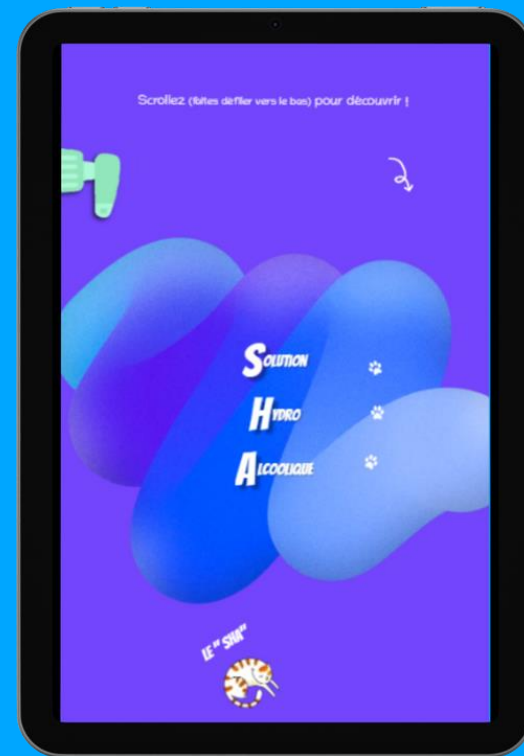 Scrollez (faites défiler vers le bas) pour découvrir !
SOLUTION
HYDRO
ALCOOLIQUE
LE " SHA"